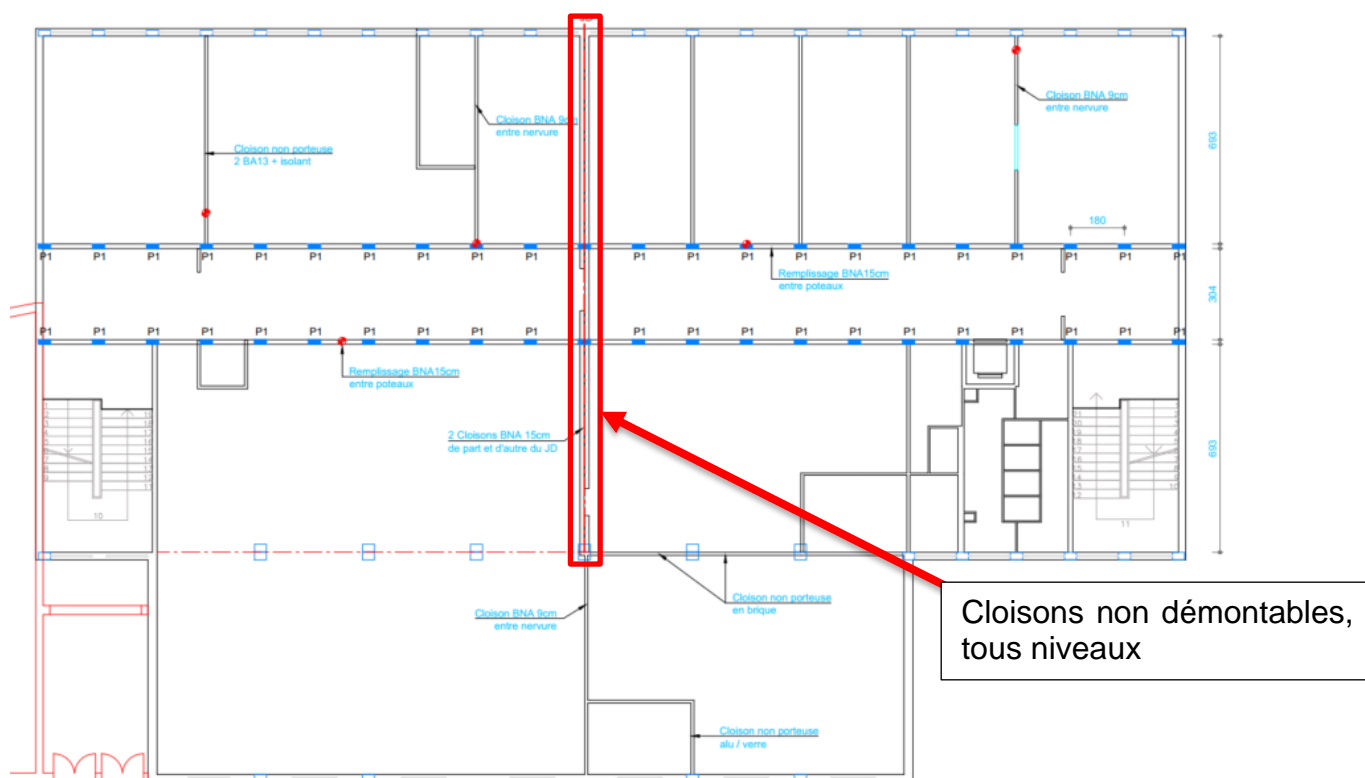 JD
Cloison BNA 9cm
entre nervure
Cloison BNA 9cm
entre nervure
Cloison non porteuse
2 BA13 + isolant
693
180
P1 P1 P1 P1 P1 P1 P1 P1 P1 P1 P1 P1 P1 P1 P1 P1 P1 P1 P1 P1 P1
Remplissage BNA15cm
entre poteaux
304
P1 P1 P1 P1 P1 P1 P1 P1 P1 P1 P1 P1 P1 P1 P1 P1 P1 P1 P1 P1 P1
Remplissage BNA15cm
entre poteaux
2 Cloisons BNA 15cm
de part et d'autre du JD
693
10
11
Cloison non porteuse
en brique
Cloison BNA 9cm
entre nervure
Cloison non porteuse
alu / verre
Cloisons non démontables,
tous niveaux